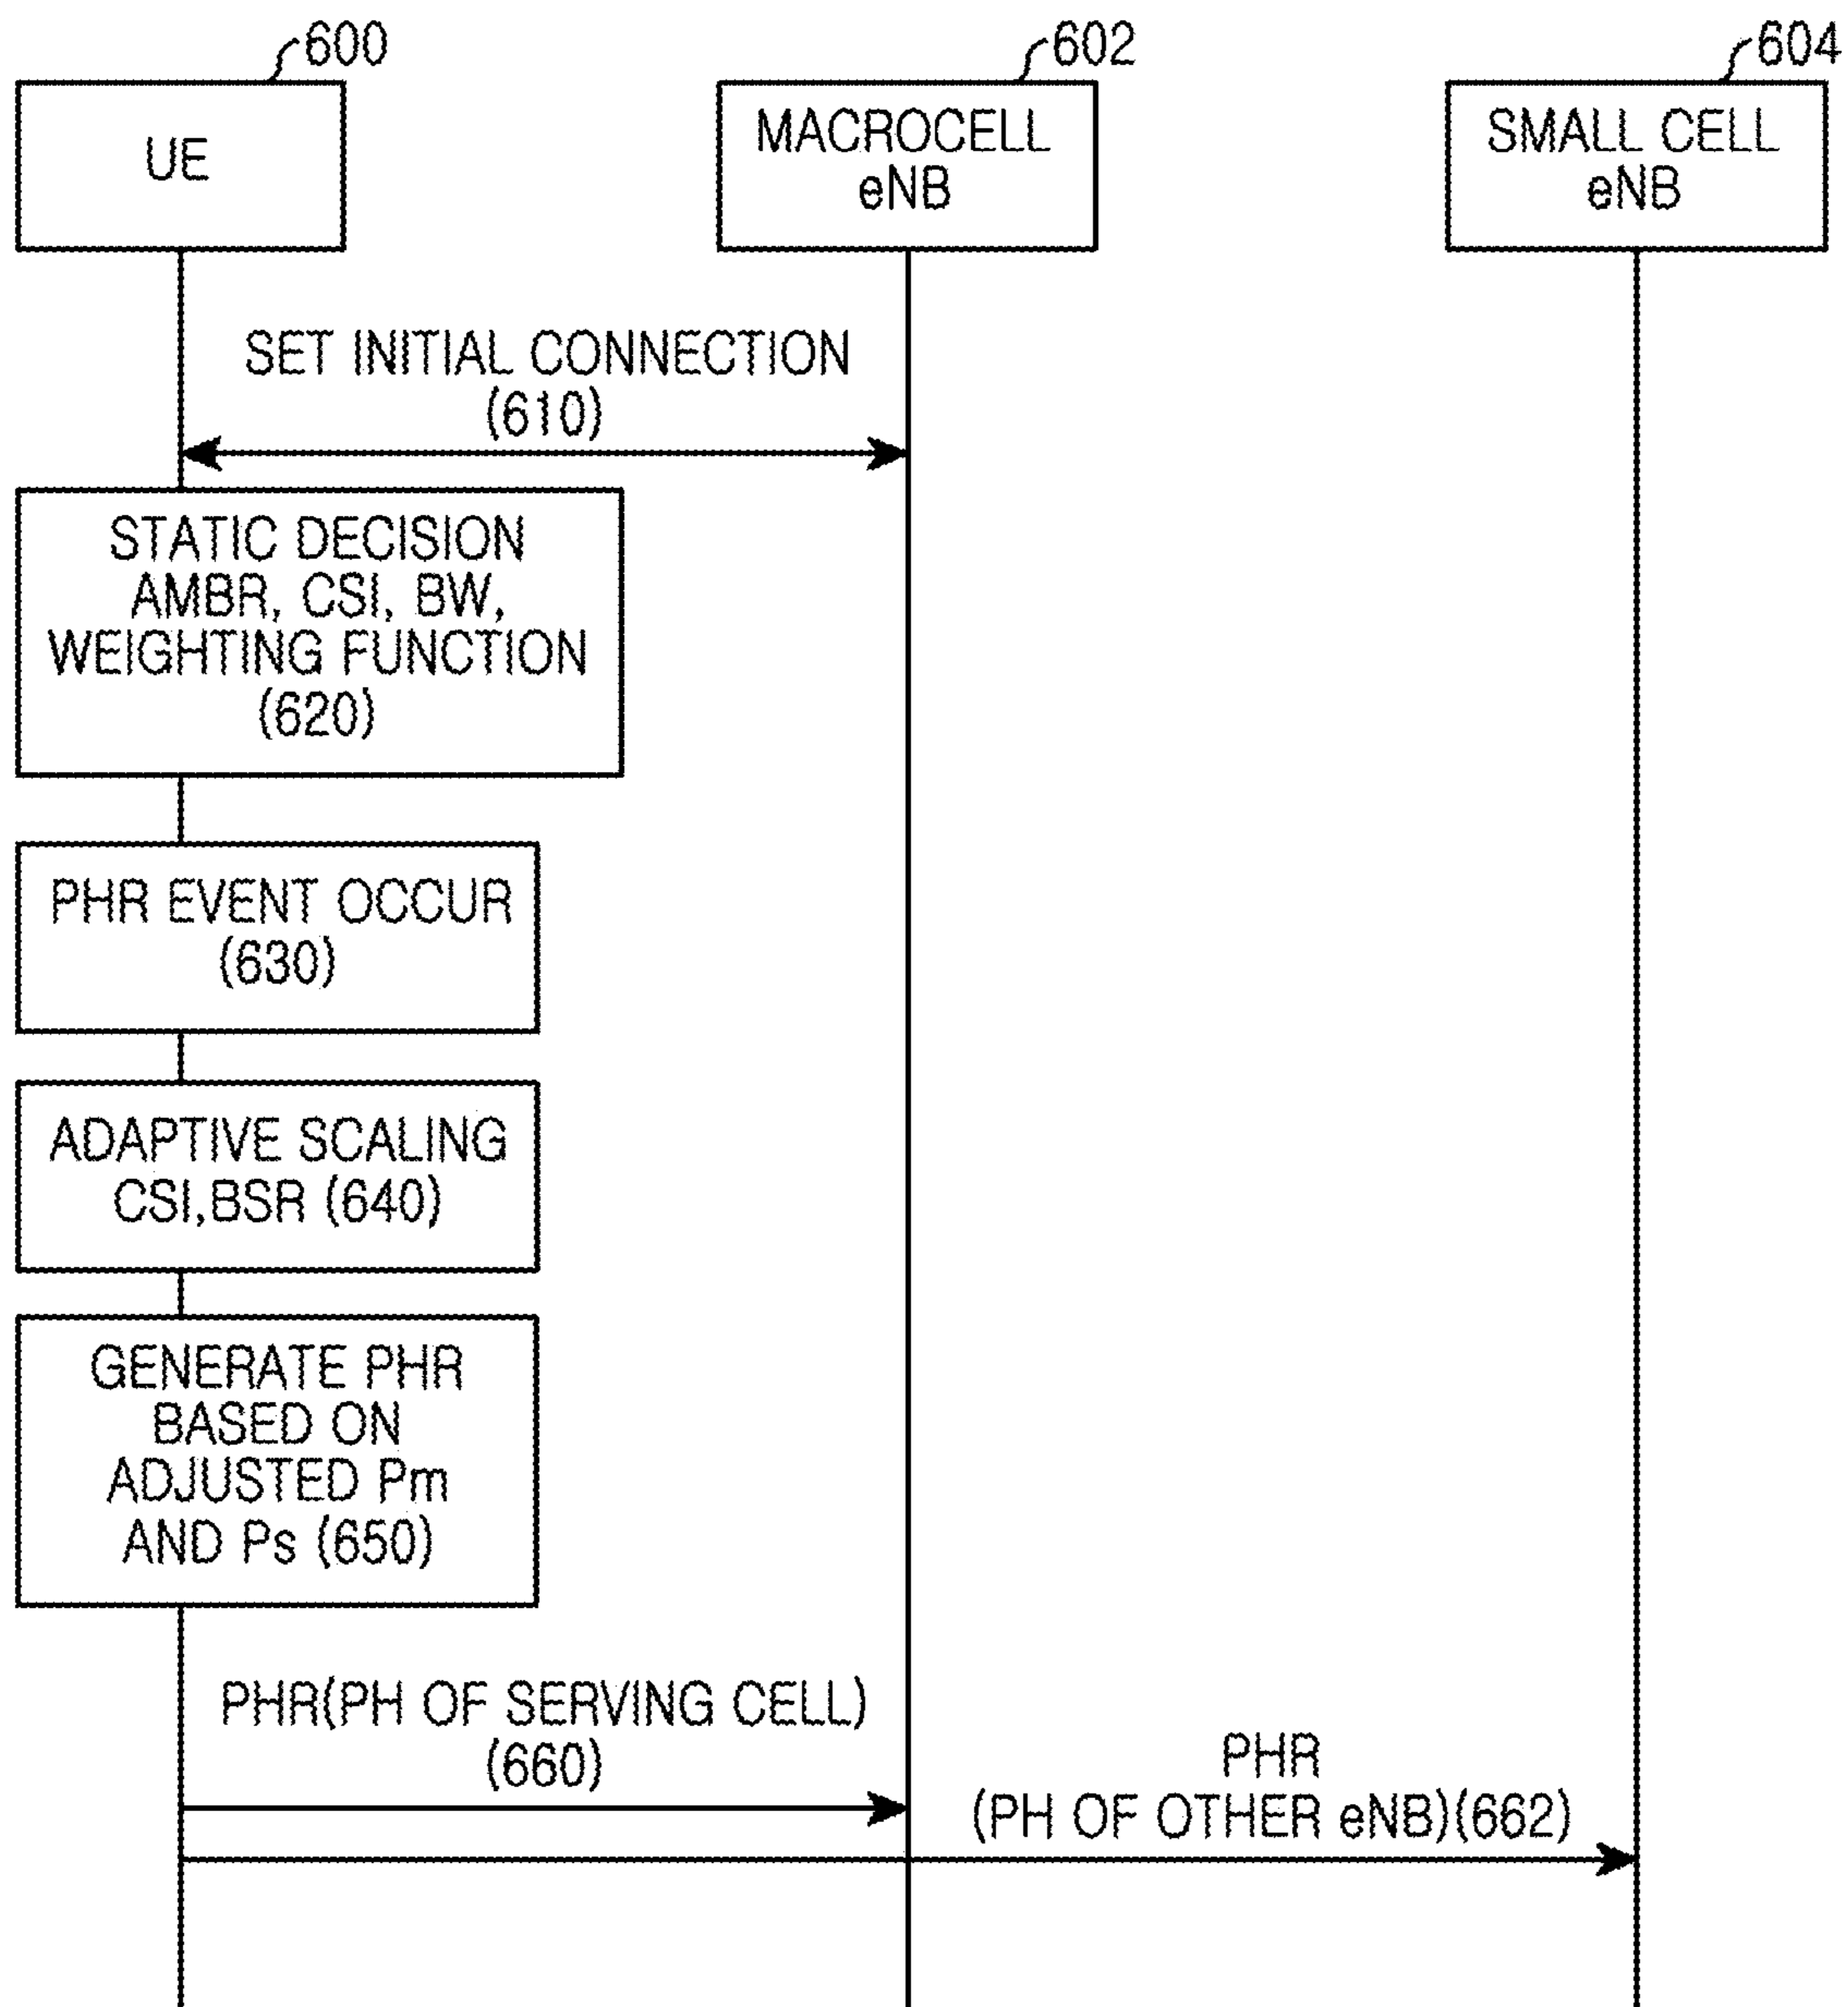 600
602
604
UE
MACROCELL
eNB
SMALL CELL
eNB
SET INITIAL CONNECTION
(610)
STATIC DECISION
AMBR, CSI, BW,
WEIGHTING FUNCTION
(620)
PHR EVENT OCCUR
(630)
ADAPTIVE SCALING
CSI,BSR (640)
GENERATE PHR
BASED ON
ADJUSTED Pm
AND Ps (650)
PHR(PH OF SERVING CELL)
(660)
PHR
(PH OF OTHER eNB)(662)